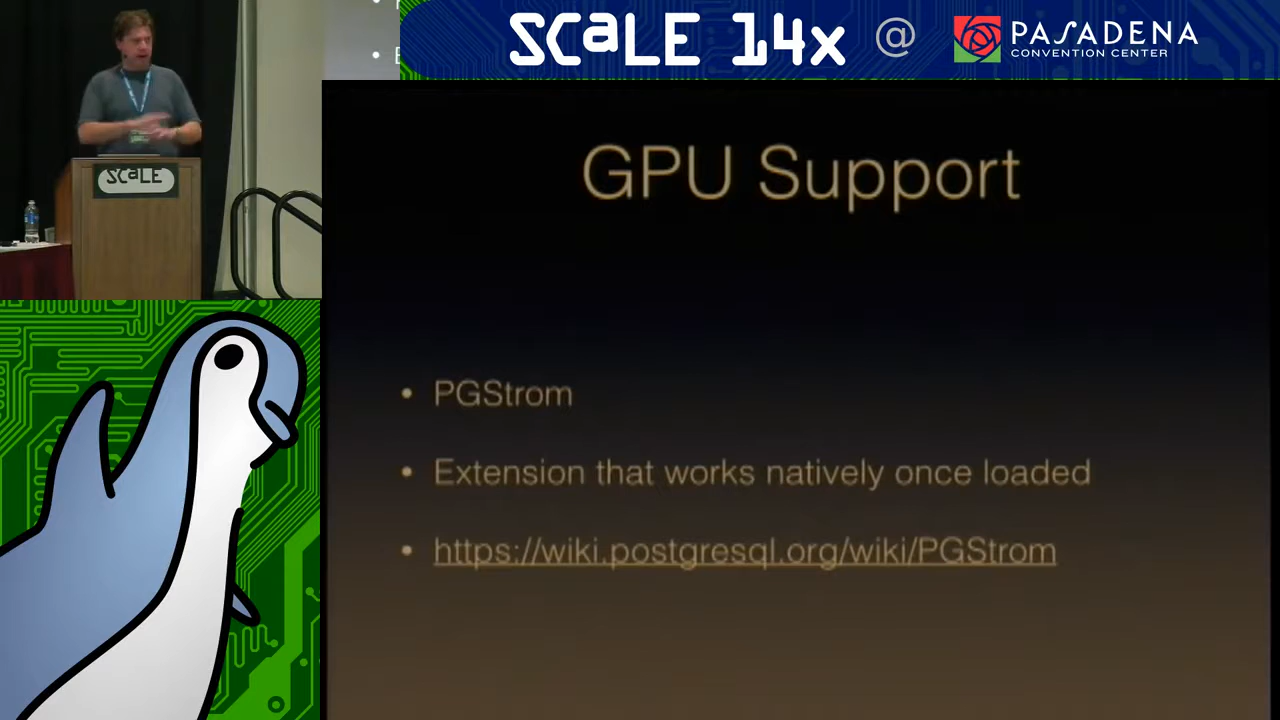 SCALE 14x @ PASADENA
CONVENTION CENTER
SCALE
GPU Support
• PGStrom
• Extension that works natively once loaded
• https://wiki.postgresql.org/wiki/PGStrom